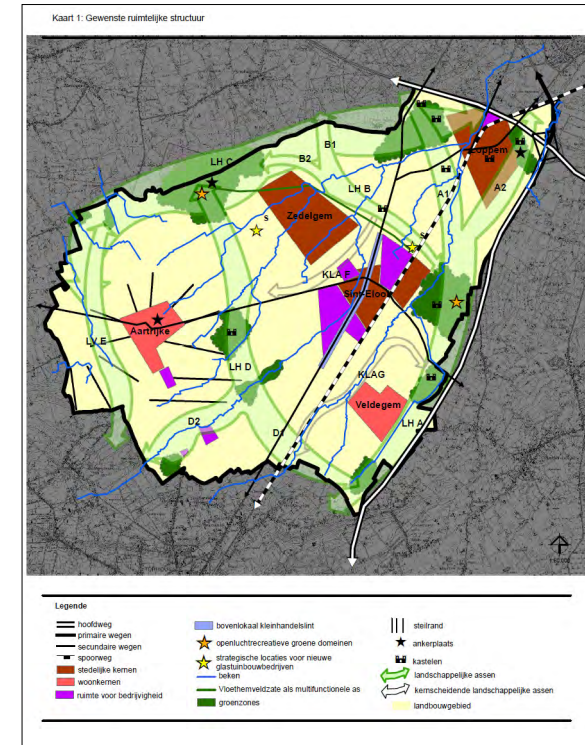 Kaart 1: Gewenste ruimtelijke structuur
B1
LH C
B2
Loppem
LH B
A1
A2
Zedelgem
s
s
KLA F
Sint-Elooi
Aartrijke
LV E
LH D
KLAG
Veldegem
D2
D1
LH A
Legende
hoofdweg
primaire wegen
secundaire wegen
spoorweg
stedelijke kernen
woonkernen
ruimte voor bedrijvigheid
bovenlokaal kleinhandelslint
openluchtrecreatieve groene domeinen
strategische locaties voor nieuwe
glastuinbouwbedrijven
beken
Vloethemveldzate als multifunctionele as
groenzones
steilrand
ankerplaats
kastelen
landschappelijke assen
kernscheidende landschappelijke assen
landbouwgebied